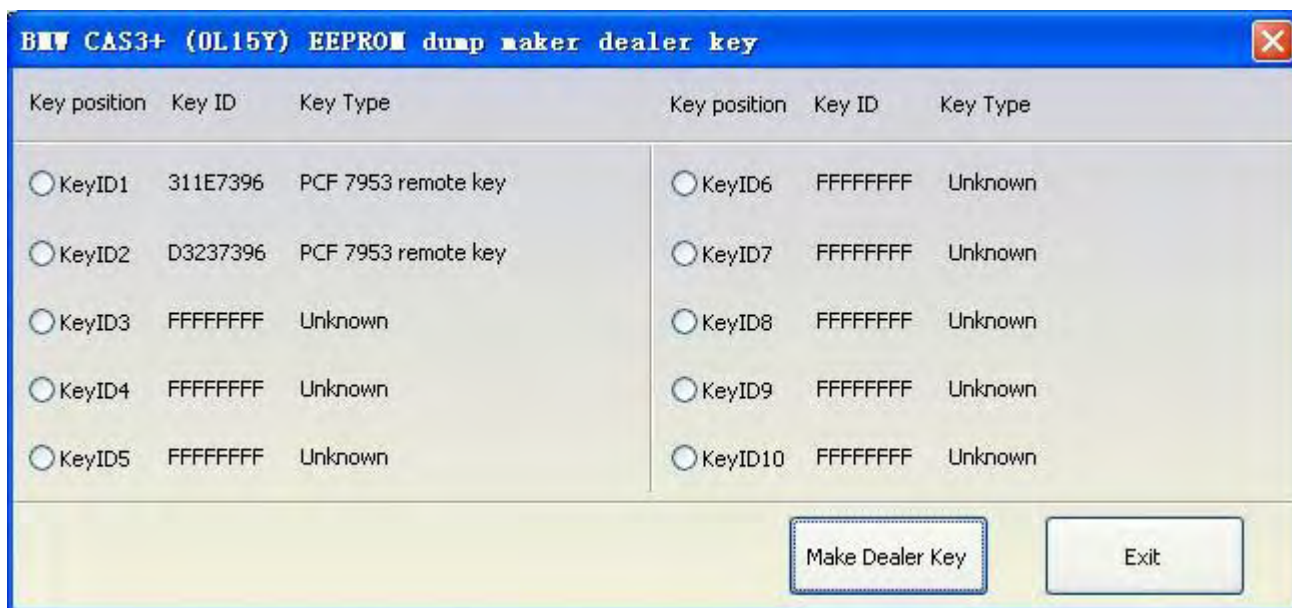 BMW CAS3+ (0L15Y) EEPROM dump maker dealer key
Key position Key ID Key Type Key position Key ID Key Type
KeyID1 311E7396 PCF 7953 remote key KeyID6 FFFFFFFF Unknown
KeyID2 D3237396 PCF 7953 remote key KeyID7 FFFFFFFF Unknown
KeyID3 FFFFFFFF Unknown KeyID8 FFFFFFFF Unknown
KeyID4 FFFFFFFF Unknown KeyID9 FFFFFFFF Unknown
KeyID5 FFFFFFFF Unknown KeyID10 FFFFFFFF Unknown
Make Dealer Key Exit